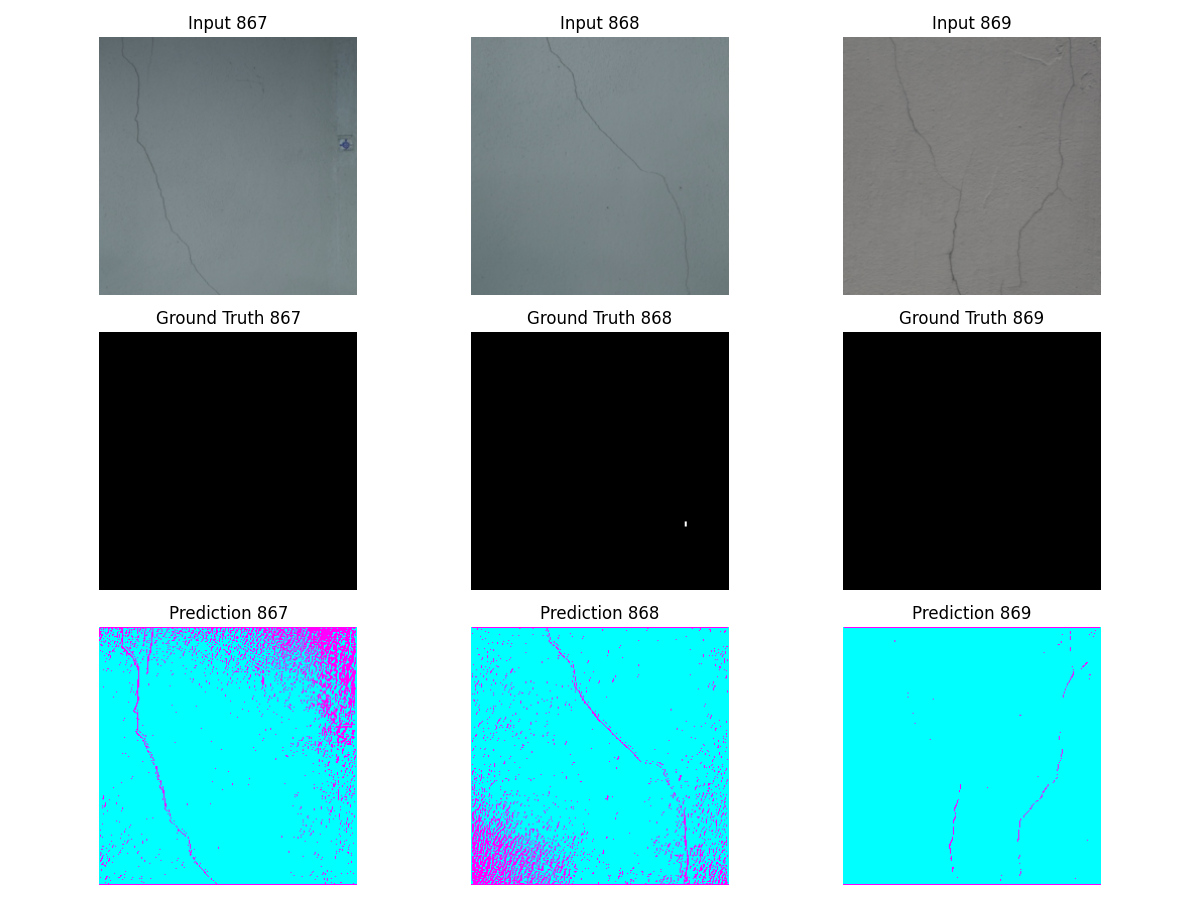 Input 867
Input 868
Input 869
Ground Truth 867
Ground Truth 868
Ground Truth 869
Prediction 867
Prediction 868
Prediction 869